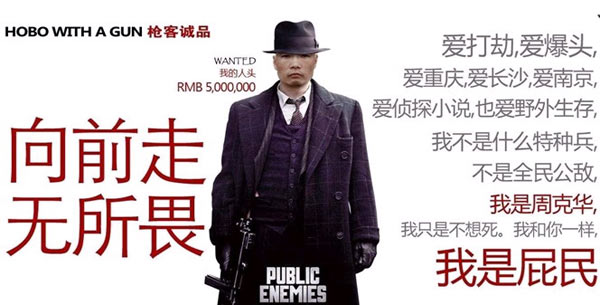 HOBO WITH A GUN 枪客诚品
WANTED
我的人头
RMB 5,000,000
向前走
无所畏
PUBLIC
ENEMIES
爱打劫,爱爆头,
爱重庆,爱长沙,爱南京,
爱侦探小说,也爱野外生存,
我不是什么特种兵,
不是全民公敌,
我是周克华,
我只是不想死。我和你一样,
我是屁民